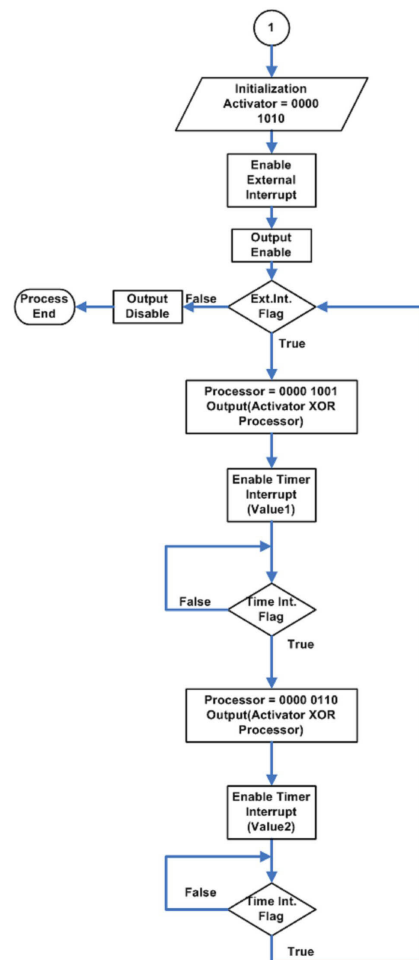 1
Initialization
Activator = 0000
1010
Enable
External
Interrupt
Output
Enable
Process
End
Output
Disable
False
Ext.Int.
Flag
True
Processor = 0000 1001
Output(Activator XOR
Processor)
Enable Timer
Interrupt
(Value1)
False
Time Int.
Flag
True
Processor = 0000 0110
Output(Activator XOR
Processor)
Enable Timer
Interrupt
(Value2)
False
Time Int.
Flag
True